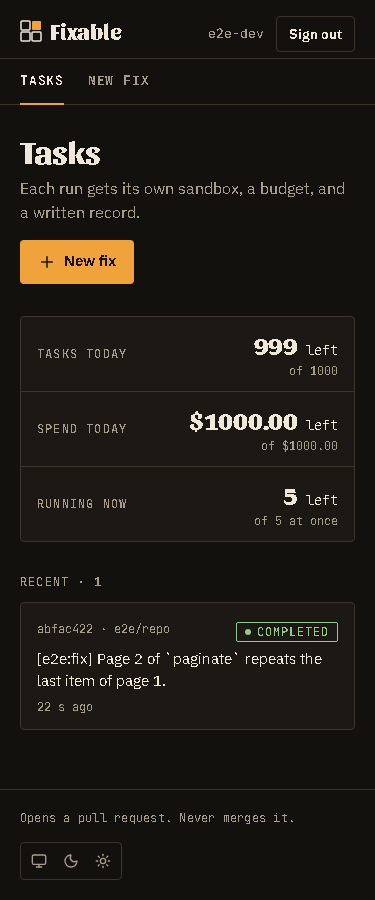 Fixable
e2e-dev
Sign out
TASKS
NEW FIX
Tasks
Each run gets its own sandbox, a budget, and
a written record.
+ New fix
TASKS TODAY
999 left
of 1000
SPEND TODAY
$1000.00 left
of $1000.00
RUNNING NOW
5 left
of 5 at once
RECENT · 1
abfac422 · e2e/repo
COMPLETED
[e2e:fix] Page 2 of `paginate` repeats the
last item of page 1.
22 s ago
Opens a pull request. Never merges it.